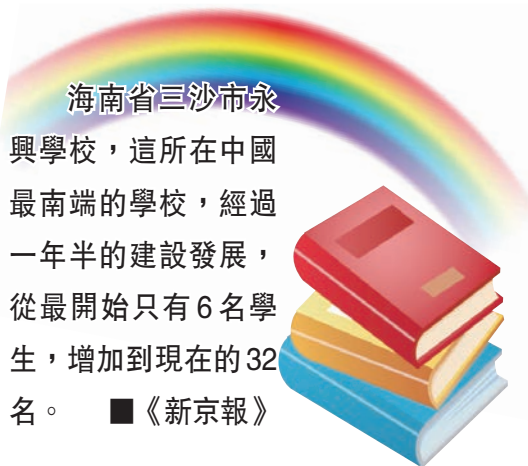 海南省三沙市永
興學校，這所在中國
最南端的學校，經過
一年半的建設發展，
從最開始只有6名學
生，增加到現在的32
名。 ■《新京報》